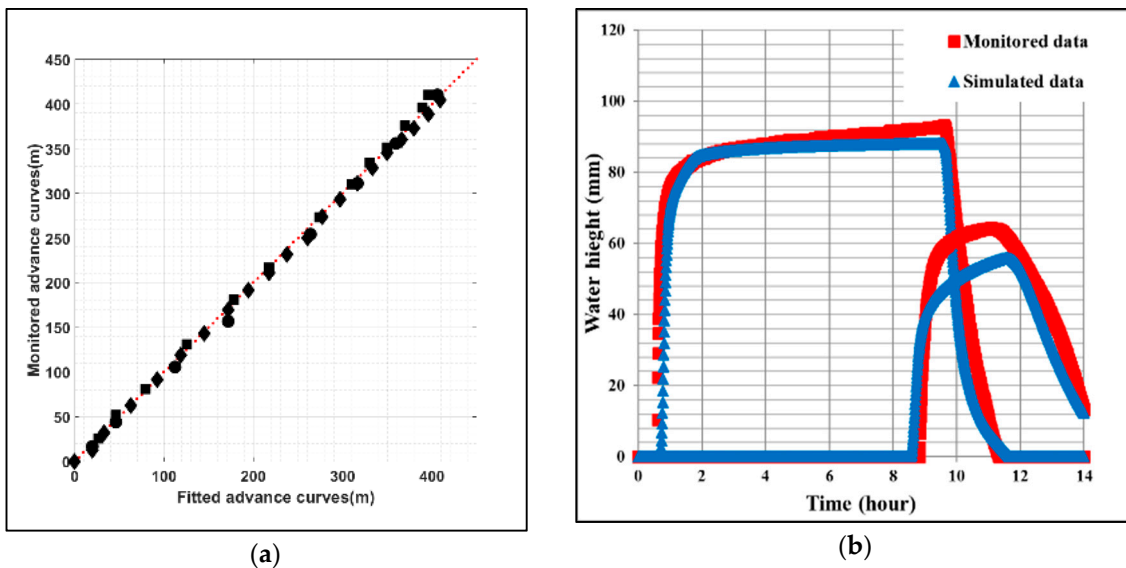 450
400
350
300
250
200
150
100
50
0
0 100 200 300 400
Monitored advance curves(m)
Fitted advance curves(m)
(a)
120
100
80
60
40
20
0
0 2 4 6 8 10 12 14
Water hieght (mm)
Time (hour)
Monitored data
Simulated data
(b)